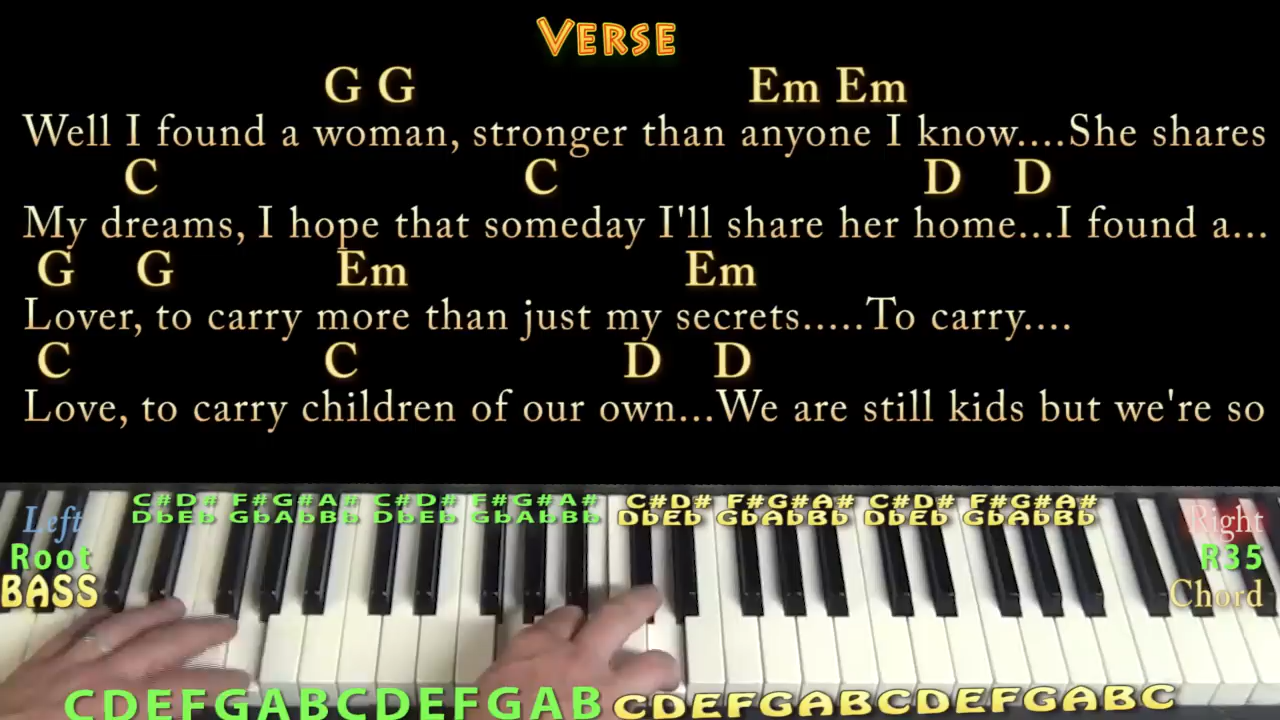 VERSE
G G Em Em
Well I found a woman, stronger than anyone I know....She shares
C C D D
My dreams, I hope that someday I'll share her home...I found a...
G G Em Em
Lover, to carry more than just my secrets.....To carry....
C C D D
Love, to carry children of our own...We are still kids but we're so
C#D# F#G#A# C#D# F#G#A# C#D# F#G#A# C#D# F#G#A#
DbEb GbAbBb DbEb GbAbBb DbEb GbAbBb DbEb GbAbBb
Left
Root
BASS
Right
R35
Chord
CDEFGABCDEFGAB CDEFGABCDEFGABC